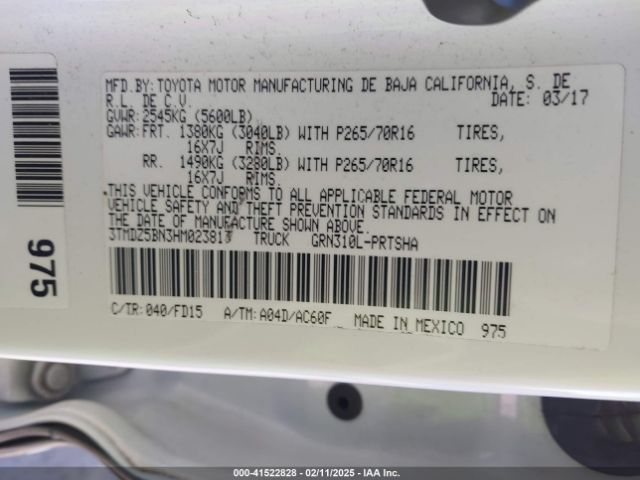 MFD.BY:TOYOTA MOTOR MANUFACTURING DE BAJA CALIFORNIA, S. DE
R.L. DE C.V. DATE: 03/17
GVWR:2545KG (5600LB)
GAWR:FRT. 1380KG (3040LB) WITH P265/70R16 TIRES,
16X7J RIMS.
RR. 1490KG (3280LB) WITH P265/70R16 TIRES,
16X7J RIMS.
THIS VEHICLE CONFORMS TO ALL APPLICABLE FEDERAL MOTOR
VEHICLE SAFETY AND THEFT PREVENTION STANDARDS IN EFFECT ON
THE DATE OF MANUFACTURE SHOWN ABOVE.
3TMDZ5BN3HM023813 TRUCK GRN310L-PRTSHA
C/TR:040/FD15 A/TM:A04D/AC60F MADE IN MEXICO 975
975
000-41522828 - 02/11/2025 - IAA Inc.